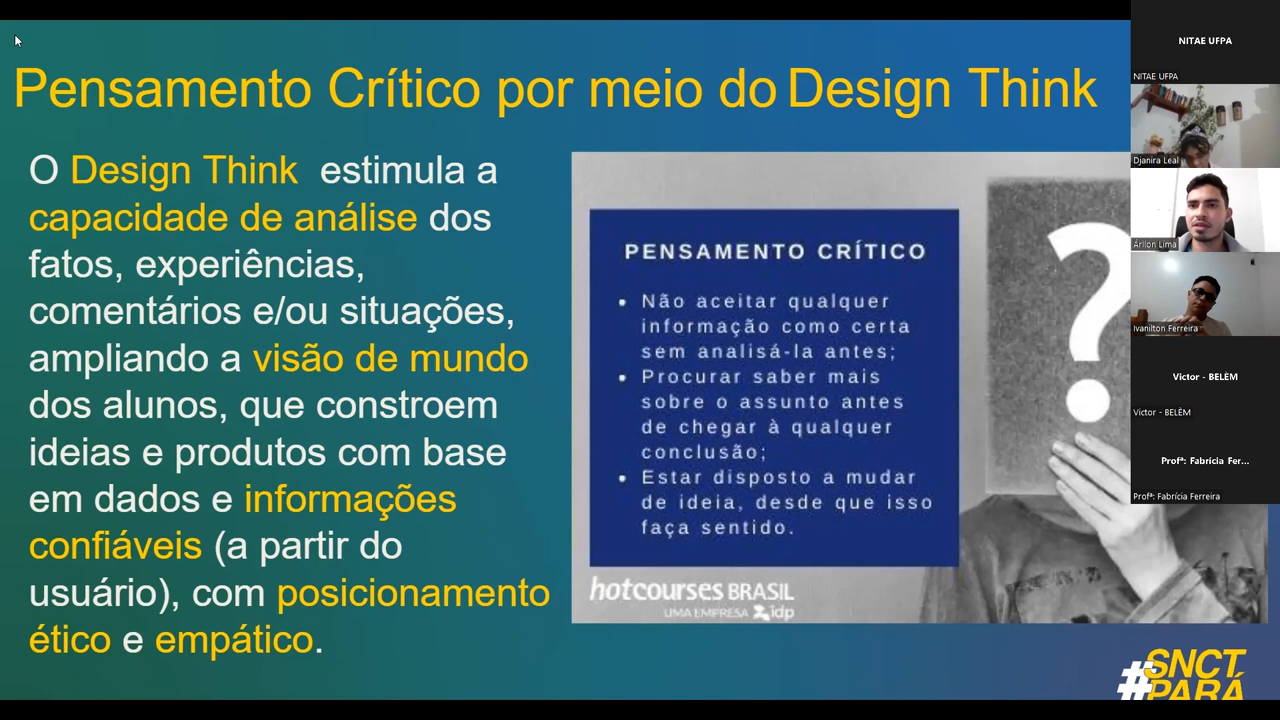 Pensamento Crítico por meio do Design Think
O Design Think estimula a
capacidade de análise dos
fatos, experiências,
comentários e/ou situações,
ampliando a visão de mundo
dos alunos, que constroem
ideias e produtos com base
em dados e informações
confiáveis (a partir do
usuário), com posicionamento
ético e empático.
PENSAMENTO CRÍTICO
• Não aceitar qualquer
informação como certa
sem analisá-la antes;
• Procurar saber mais
sobre o assunto antes
de chegar à qualquer
conclusão;
• Estar disposto a mudar
de ideia, desde que isso
faça sentido.
?
hotcourses BRASIL
UMA EMPRESA idp
#SNCT
PARÁ
NITAE UFPA
NITAE UFPA
Djanira Leal
Árilon Lima
Ivanilton Ferreira
Victor - BELÉM
Victor - BELÉM
Profª: Fabrícia Fer...
Profª: Fabrícia Ferreira